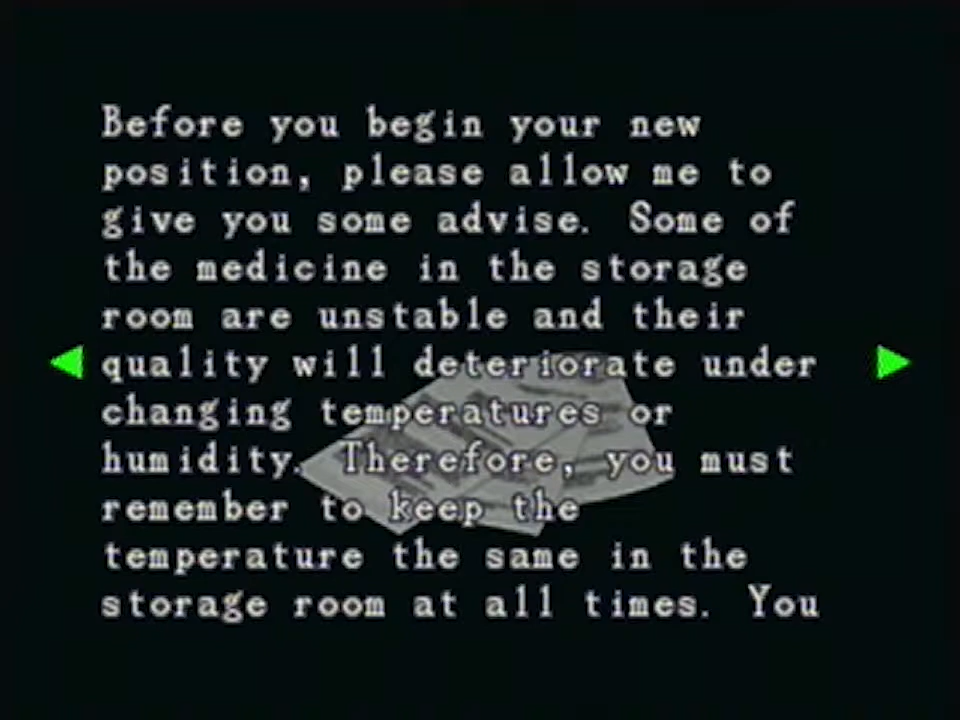 Before you begin your new
position, please allow me to
give you some advise. Some of
the medicine in the storage
room are unstable and their
quality will deteriorate under
changing temperatures or
humidity. Therefore, you must
remember to keep the
temperature the same in the
storage room at all times. You